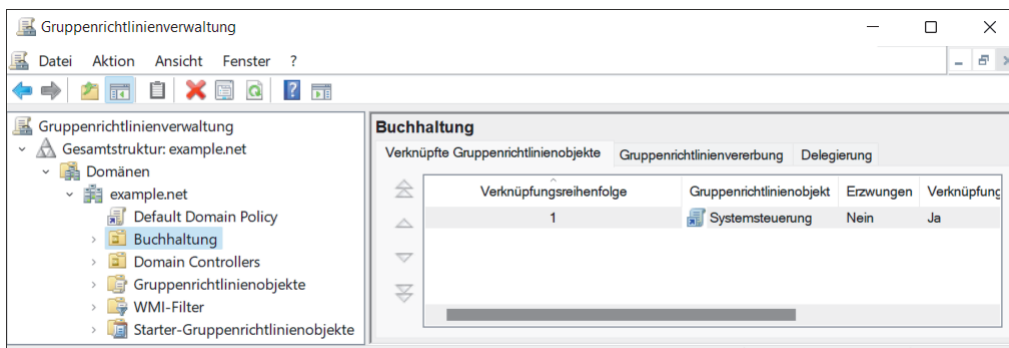 Gruppenrichtlinienverwaltung
Datei Aktion Ansicht Fenster ?
Gruppenrichtlinienverwaltung
Gesamtstruktur: example.net
Domänen
example.net
Default Domain Policy
Buchhaltung
Domain Controllers
Gruppenrichtlinienobjekte
WMI-Filter
Starter-Gruppenrichtlinienobjekte
Buchhaltung
Verknüpfte Gruppenrichtlinienobjekte Gruppenrichtlinienvererbung Delegierung
Verknüpfungsreihenfolge Gruppenrichtlinienobjekt Erzwungen Verknüpfung
1 Systemsteuerung Nein Ja